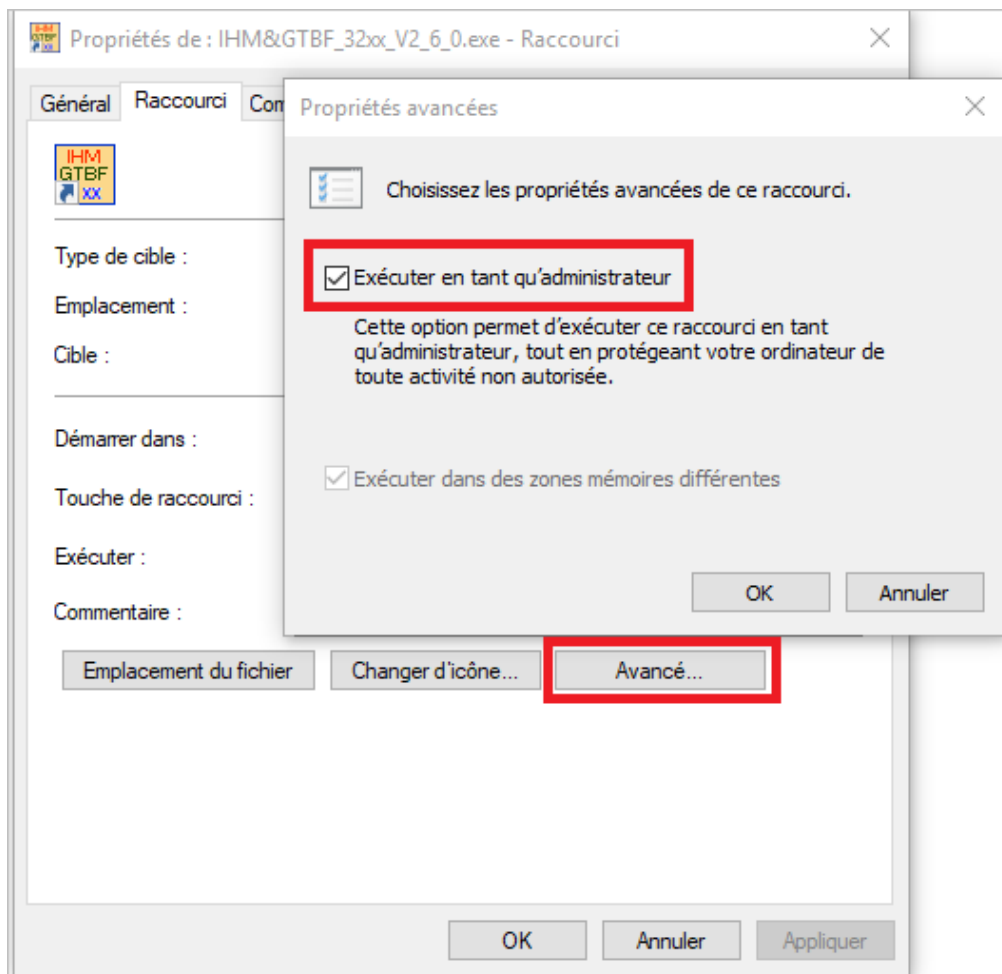 IHM
GTBF
xx
Propriétés de : IHM&GTBF_32xx_V2_6_0.exe - Raccourci
Général
Raccourci
Com
IHM
GTBF
xx
Type de cible :
Emplacement :
Cible :
Démarrer dans :
Touche de raccourci :
Exécuter :
Commentaire :
Emplacement du fichier
Changer d'icône...
Avancé...
OK
Annuler
Appliquer
Propriétés avancées
Choisissez les propriétés avancées de ce raccourci.
Exécuter en tant qu'administrateur
Cette option permet d'exécuter ce raccourci en tant
qu'administrateur, tout en protégeant votre ordinateur de
toute activité non autorisée.
Exécuter dans des zones mémoires différentes
OK
Annuler